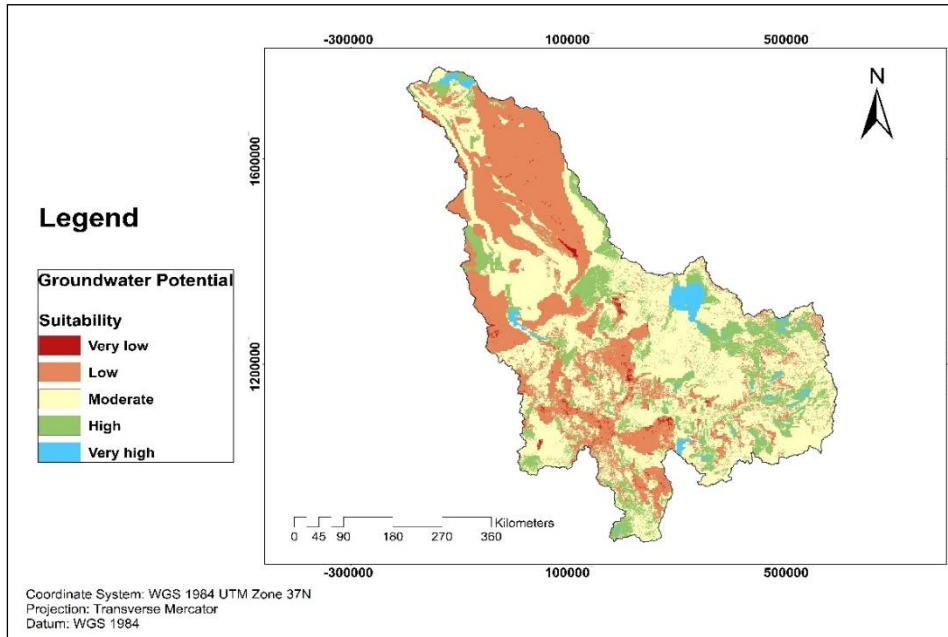 -300000 100000 500000
N
1600000
1200000
Legend
Groundwater Potential
Suitability
Very low
Low
Moderate
High
Very high
Kilometers
0 45 90 180 270 360
-300000 100000 500000
Coordinate System: WGS 1984 UTM Zone 37N
Projection: Transverse Mercator
Datum: WGS 1984